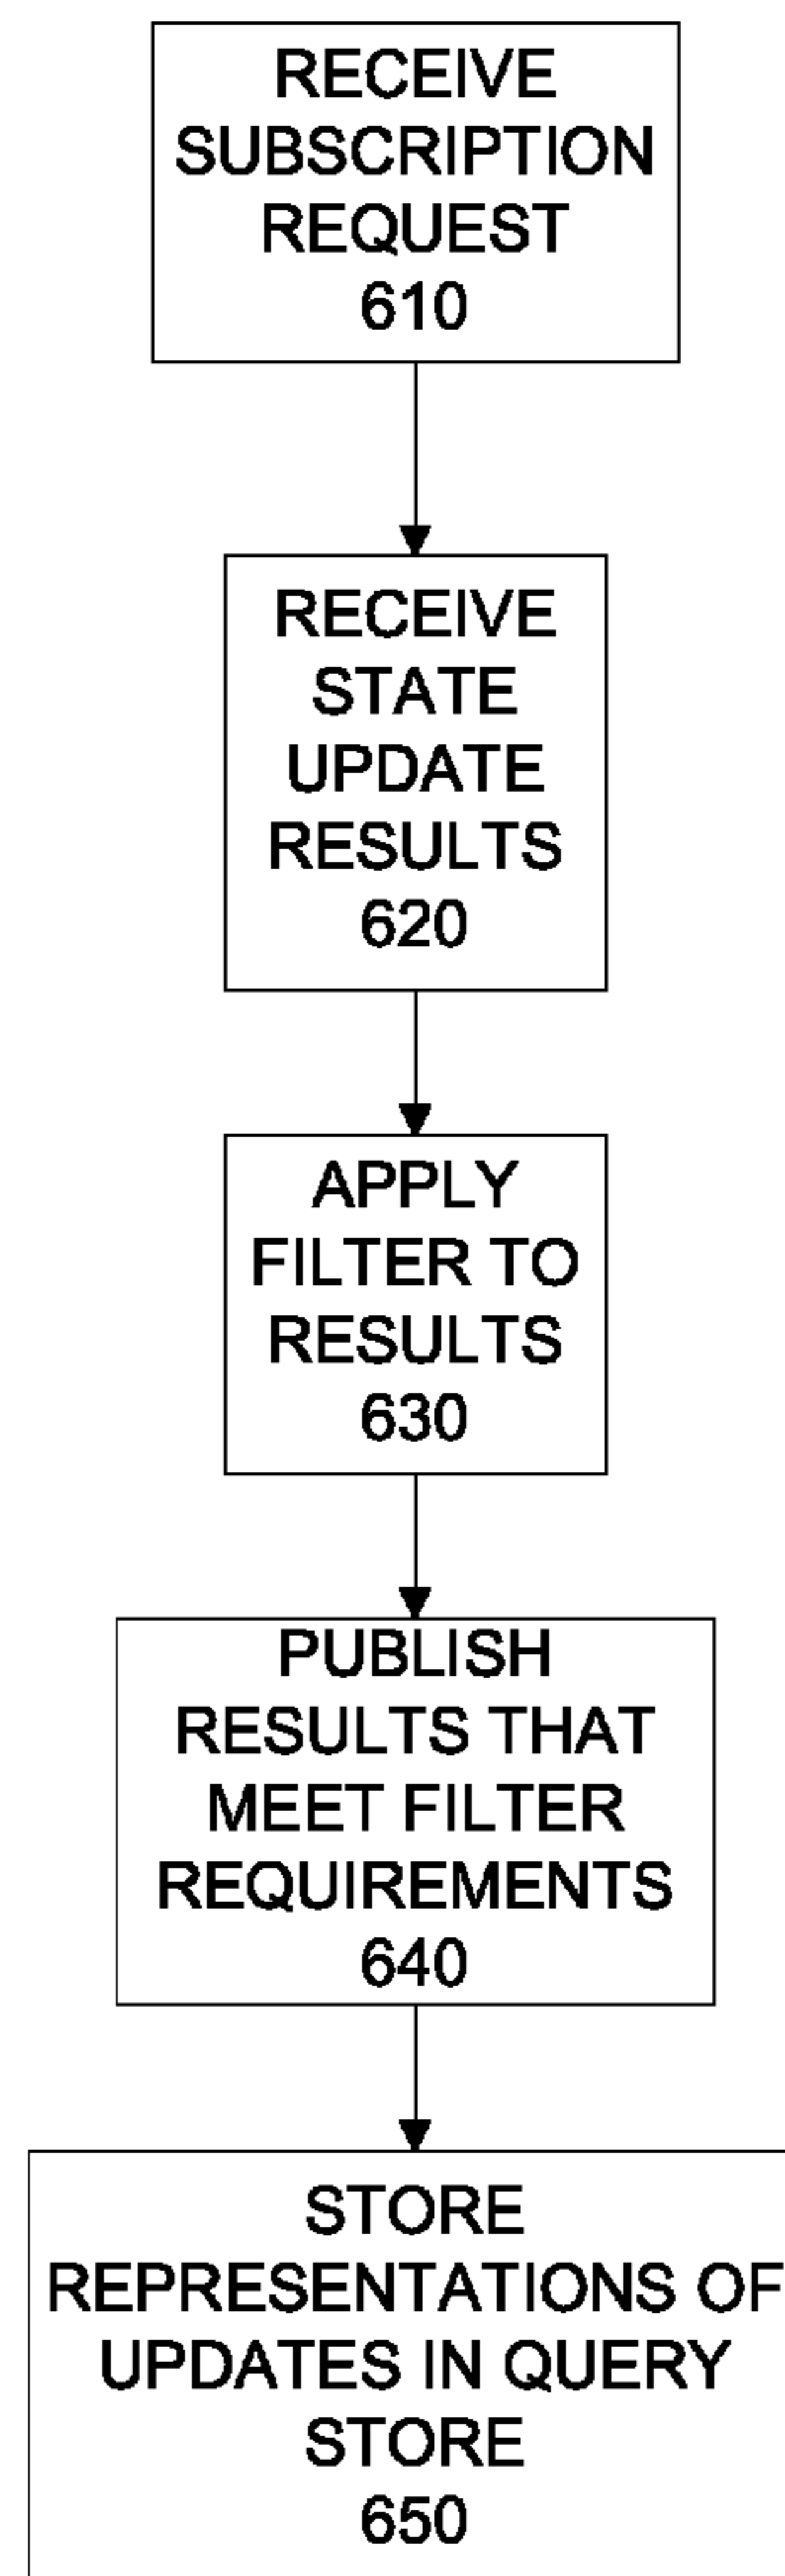 RECEIVE
SUBSCRIPTION
REQUEST
610
RECEIVE
STATE
UPDATE
RESULTS
620
APPLY
FILTER TO
RESULTS
630
PUBLISH
RESULTS THAT
MEET FILTER
REQUIREMENTS
640
STORE
REPRESENTATIONS OF
UPDATES IN QUERY
STORE
650